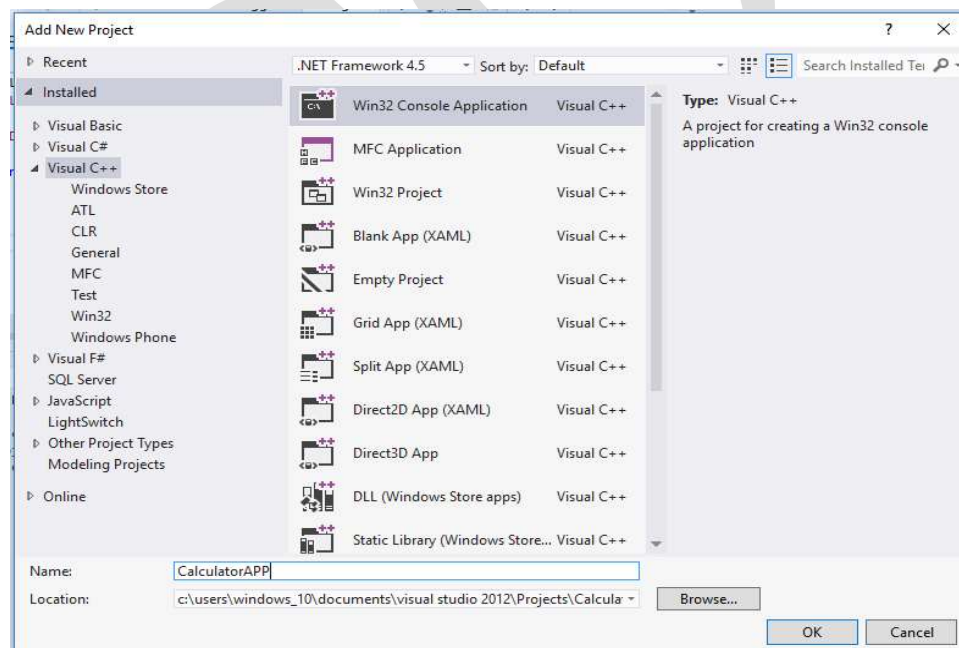 Add New Project ? ×
Recent
Installed
Visual Basic
Visual C#
Visual C++
Windows Store
ATL
CLR
General
MFC
Test
Win32
Windows Phone
Visual F#
SQL Server
JavaScript
LightSwitch
Other Project Types
Modeling Projects
Online
.NET Framework 4.5 Sort by: Default
Search Installed Te
Win32 Console Application Visual C++
MFC Application Visual C++
Win32 Project Visual C++
Blank App (XAML) Visual C++
Empty Project Visual C++
Grid App (XAML) Visual C++
Split App (XAML) Visual C++
Direct2D App (XAML) Visual C++
Direct3D App Visual C++
DLL (Windows Store apps) Visual C++
Static Library (Windows Store... Visual C++
Type: Visual C++
A project for creating a Win32 console
application
Name: CalculatorAPP
Location: c:\users\windows_10\documents\visual studio 2012\Projects\Calcula Browse...
OK Cancel